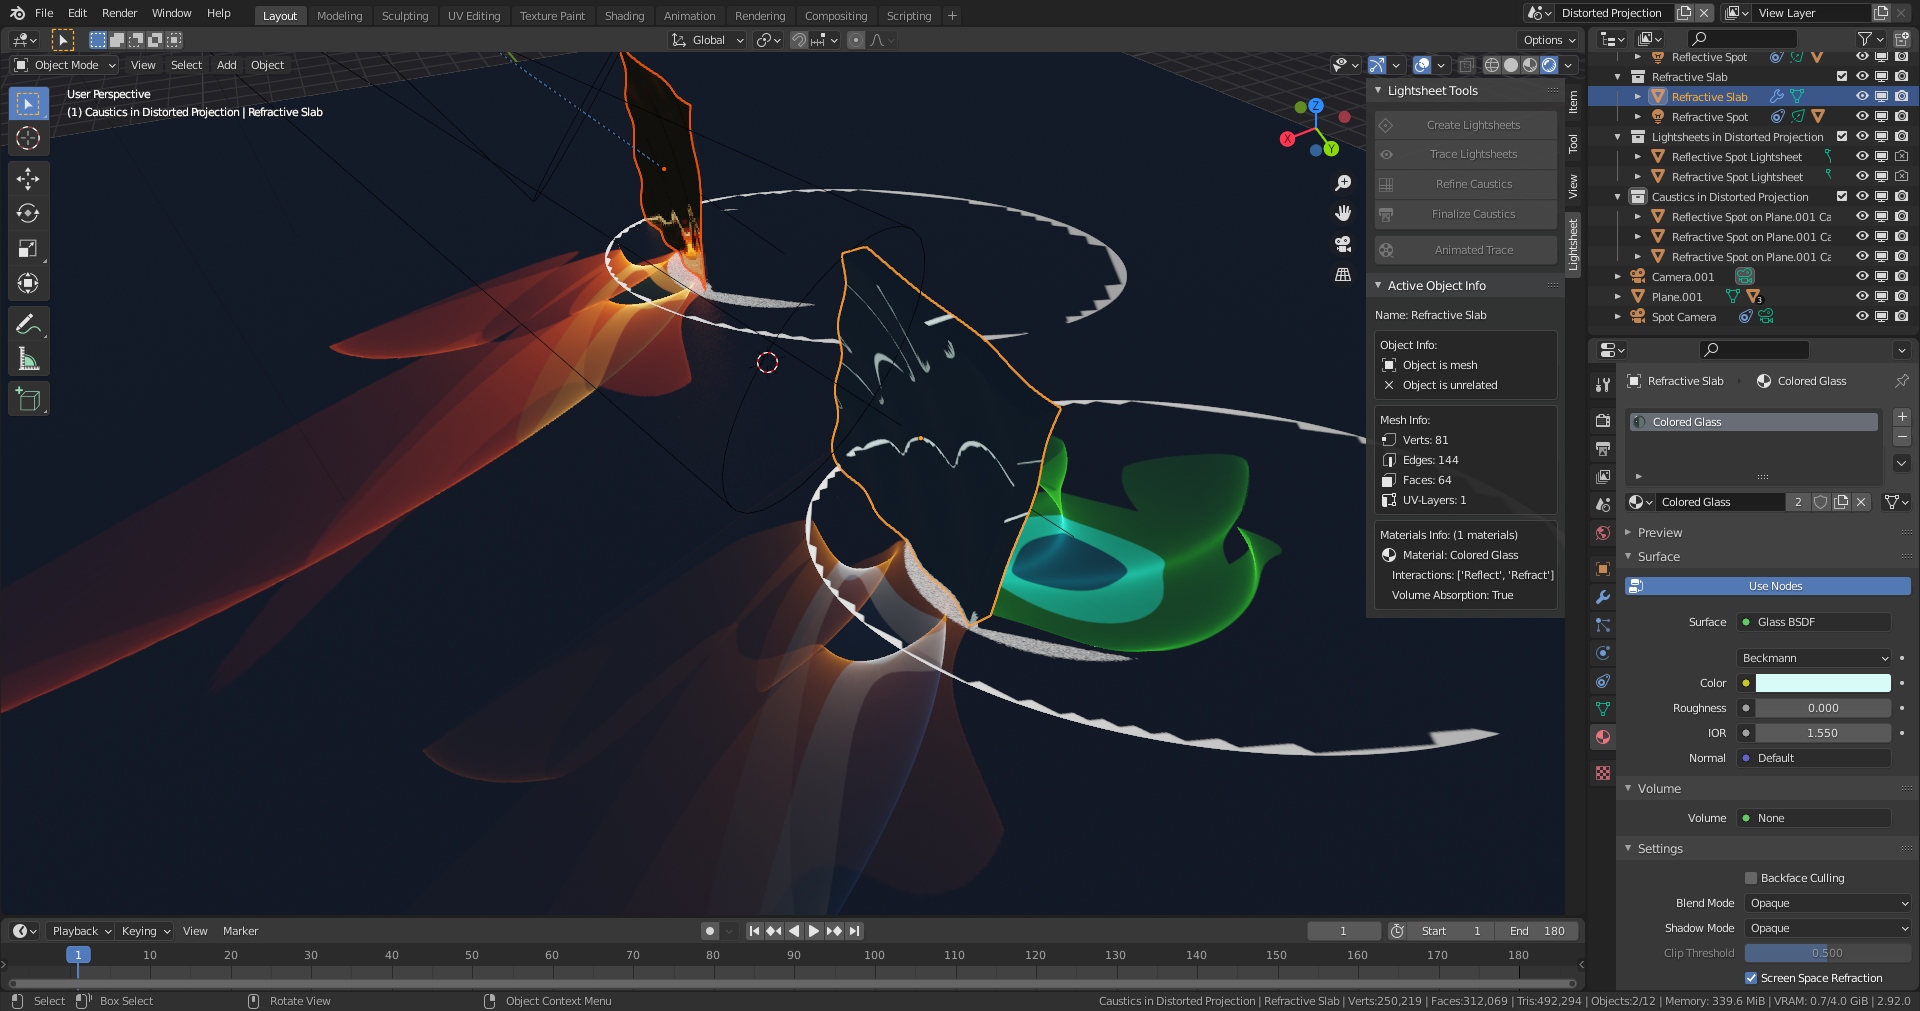 File Edit Render Window Help Layout Modeling Sculpting UV Editing Texture Paint Shading Animation Rendering Compositing Scripting + Distorted Projection View Layer
Global Options
Object Mode View Select Add Object
User Perspective
(1) Caustics in Distorted Projection | Refractive Slab
Z
X
Y
Lightsheet Tools
Create Lightsheets
Trace Lightsheets
Refine Caustics
Finalize Caustics
Animated Trace
Active Object Info
Name: Refractive Slab
Object Info:
Object is mesh
Object is unrelated
Mesh Info:
Verts: 81
Edges: 144
Faces: 64
UV-Layers: 1
Materials Info: (1 materials)
Material: Colored Glass
Interactions: ['Reflect', 'Refract']
Volume Absorption: True
Item
Tool
View
Lightsheet
Reflective Spot
Refractive Slab
Refractive Slab
Refractive Spot
Lightsheets in Distorted Projection
Reflective Spot Lightsheet
Refractive Spot Lightsheet
Caustics in Distorted Projection
Reflective Spot on Plane.001 Ca
Refractive Spot on Plane.001 Ca
Refractive Spot on Plane.001 Ca
Camera.001
Plane.001 3
Spot Camera
Refractive Slab Colored Glass
Colored Glass
Colored Glass 2
Preview
Surface
Use Nodes
Surface Glass BSDF
Beckmann
Color
Roughness 0.000
IOR 1.550
Normal Default
Volume
Volume None
Settings
Backface Culling
Blend Mode Opaque
Shadow Mode Opaque
Clip Threshold 0.500
Screen Space Refraction
Playback Keying View Marker 1 Start 1 End 180
1 10 20 30 40 50 60 70 80 90 100 110 120 130 140 150 160 170 180
Select Box Select Rotate View Object Context Menu Caustics in Distorted Projection | Refractive Slab | Verts:250,219 | Faces:312,069 | Tris:492,294 | Objects:2/12 | Memory: 339.6 MiB | VRAM: 0.7/4.0 GiB | 2.92.0